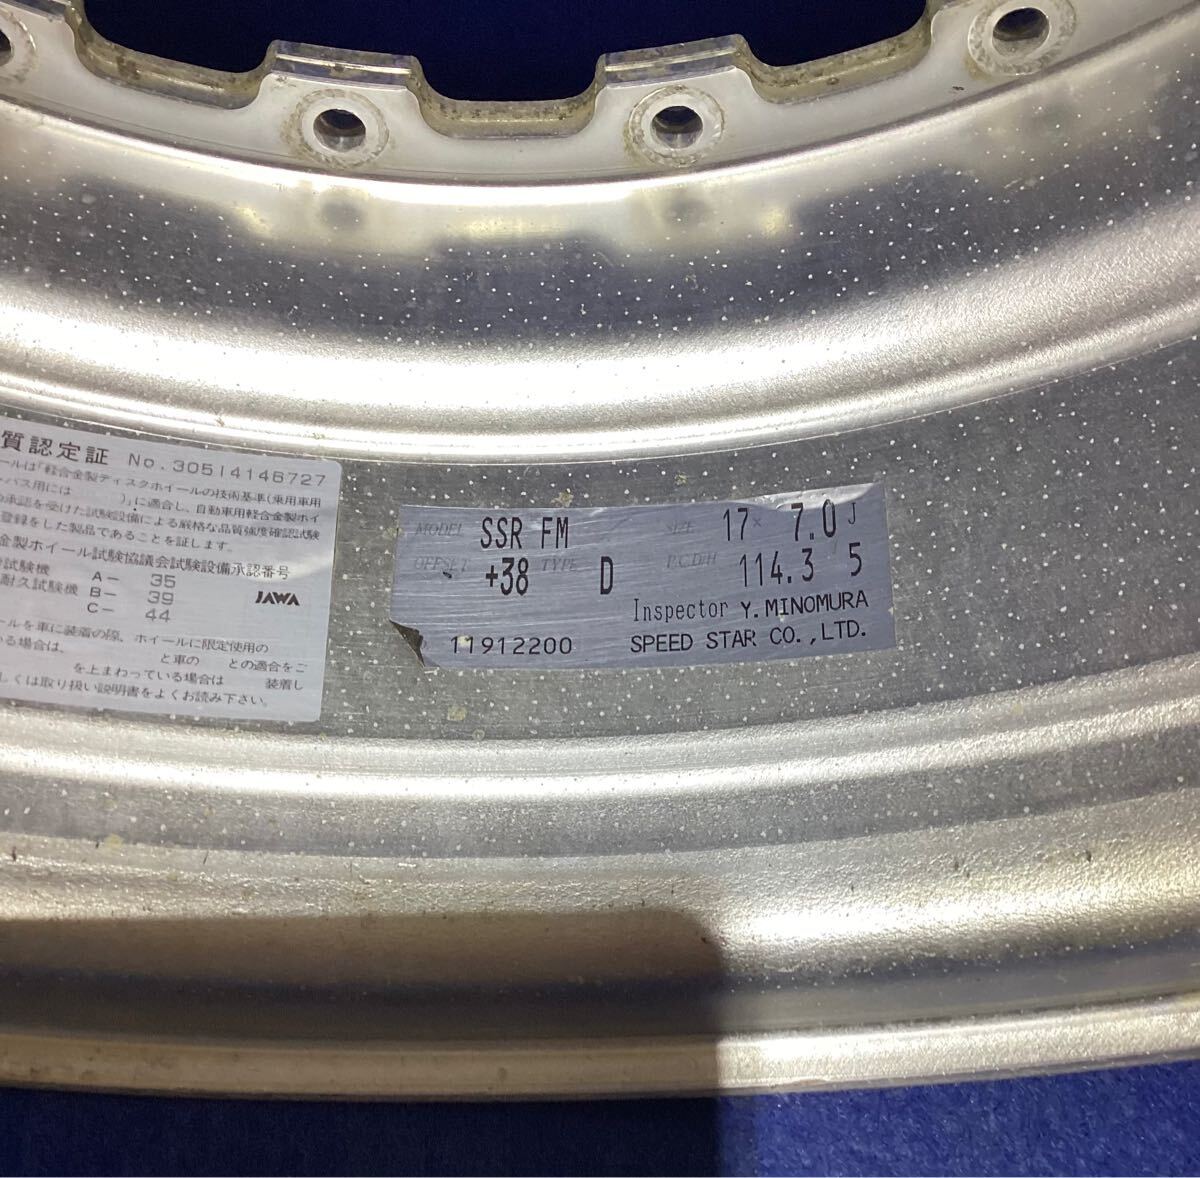 質認定証 No.30514146727
ールは「軽合金製ディスクホイールの技術基準(乗用車用
・バス用には )」に適合し、自動車用軽合金製ホイ
の承認を受けた試験設備による厳格な品質強度確認試験
登録をした製品であることを証します。
金製ホイール試験協議会試験設備承認番号
試験機 A- 35
耐久試験機 B- 39
C- 44
JAWA
ールを車に装着の際、ホイールに限定使用の
いる場合は、 と車の との適合をご
を上まわっている場合は 装着し
しくは取り扱い説明書をよくお読み下さい。
MODEL SSR FM SIZE 17× 7.0 J
OFFSET +38 TYPE D P.C.D/H 114.3 5
Inspector Y.MINOMURA
11912200 SPEED STAR CO.,LTD.